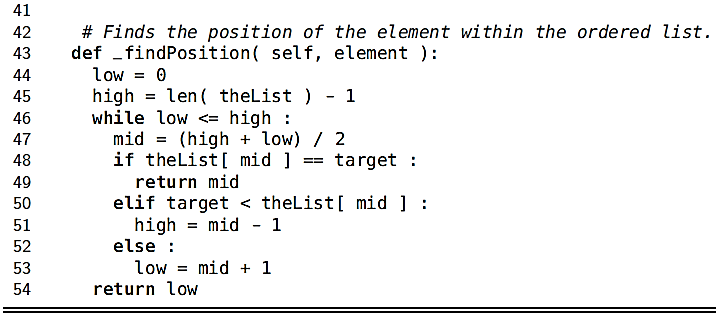 41
42 # Finds the position of the element within the ordered list.
43 def _findPosition( self, element ):
44 low = 0
45 high = len( theList ) - 1
46 while low <= high :
47 mid = (high + low) / 2
48 if theList[ mid ] == target :
49 return mid
50 elif target < theList[ mid ] :
51 high = mid - 1
52 else :
53 low = mid + 1
54 return low